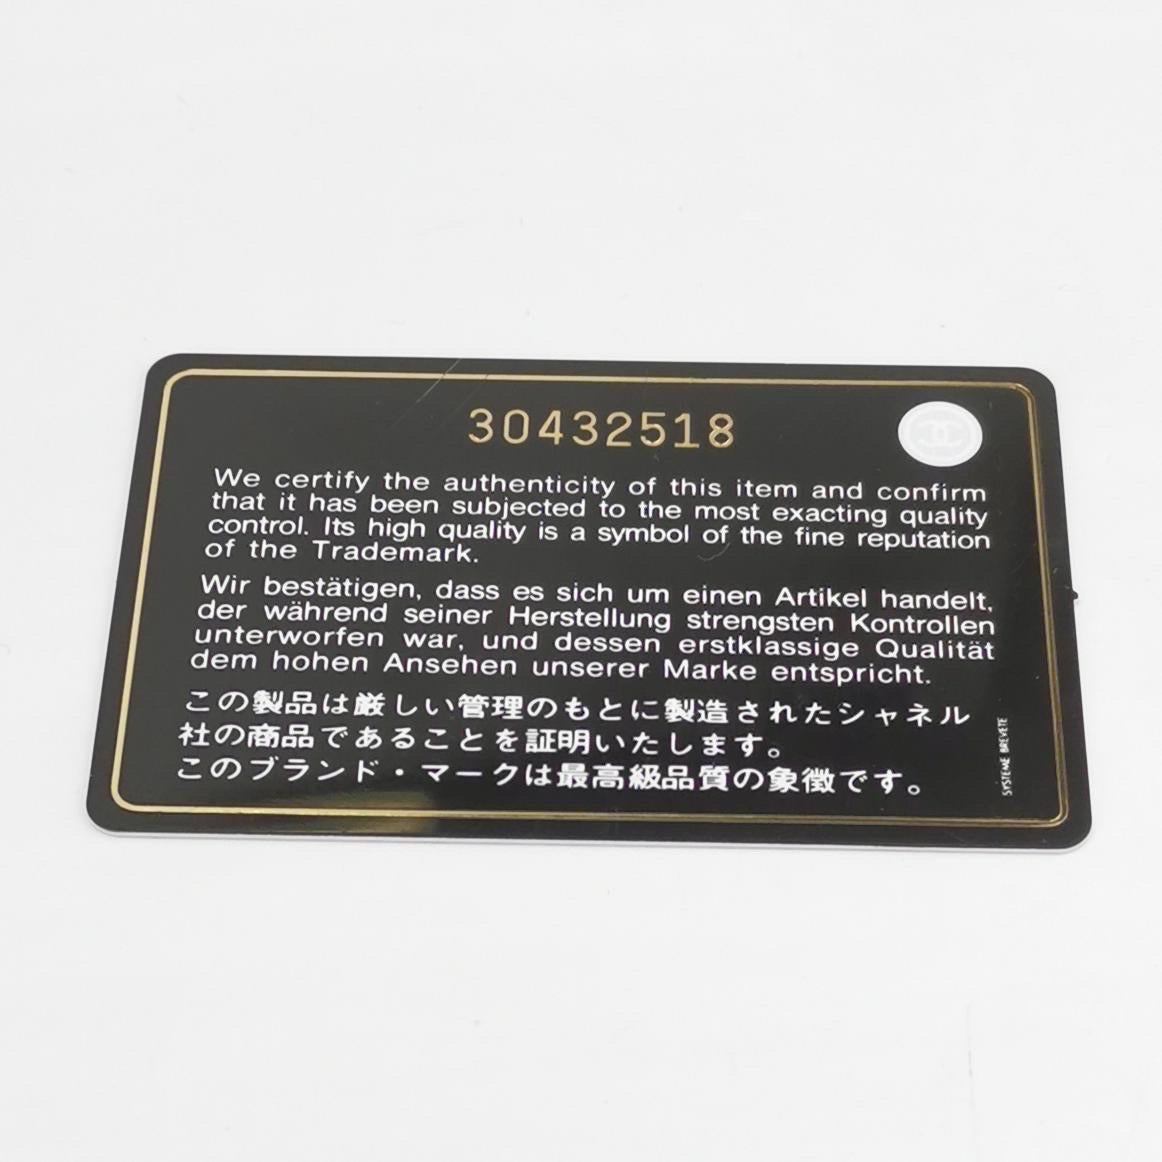 30432518
We certify the authenticity of this item and confirm
that it has been subjected to the most exacting quality
control. Its high quality is a symbol of the fine reputation
of the Trademark.
Wir bestätigen, dass es sich um einen Artikel handelt,
der während seiner Herstellung strengsten Kontrollen
unterworfen war, und dessen erstklassige Qualität
dem hohen Ansehen unserer Marke entspricht.
この製品は厳しい管理のもとに製造されたシャネル
社の商品であることを証明いたします。
このブランド・マークは最高級品質の象徴です。
SYSTEME BREVETE